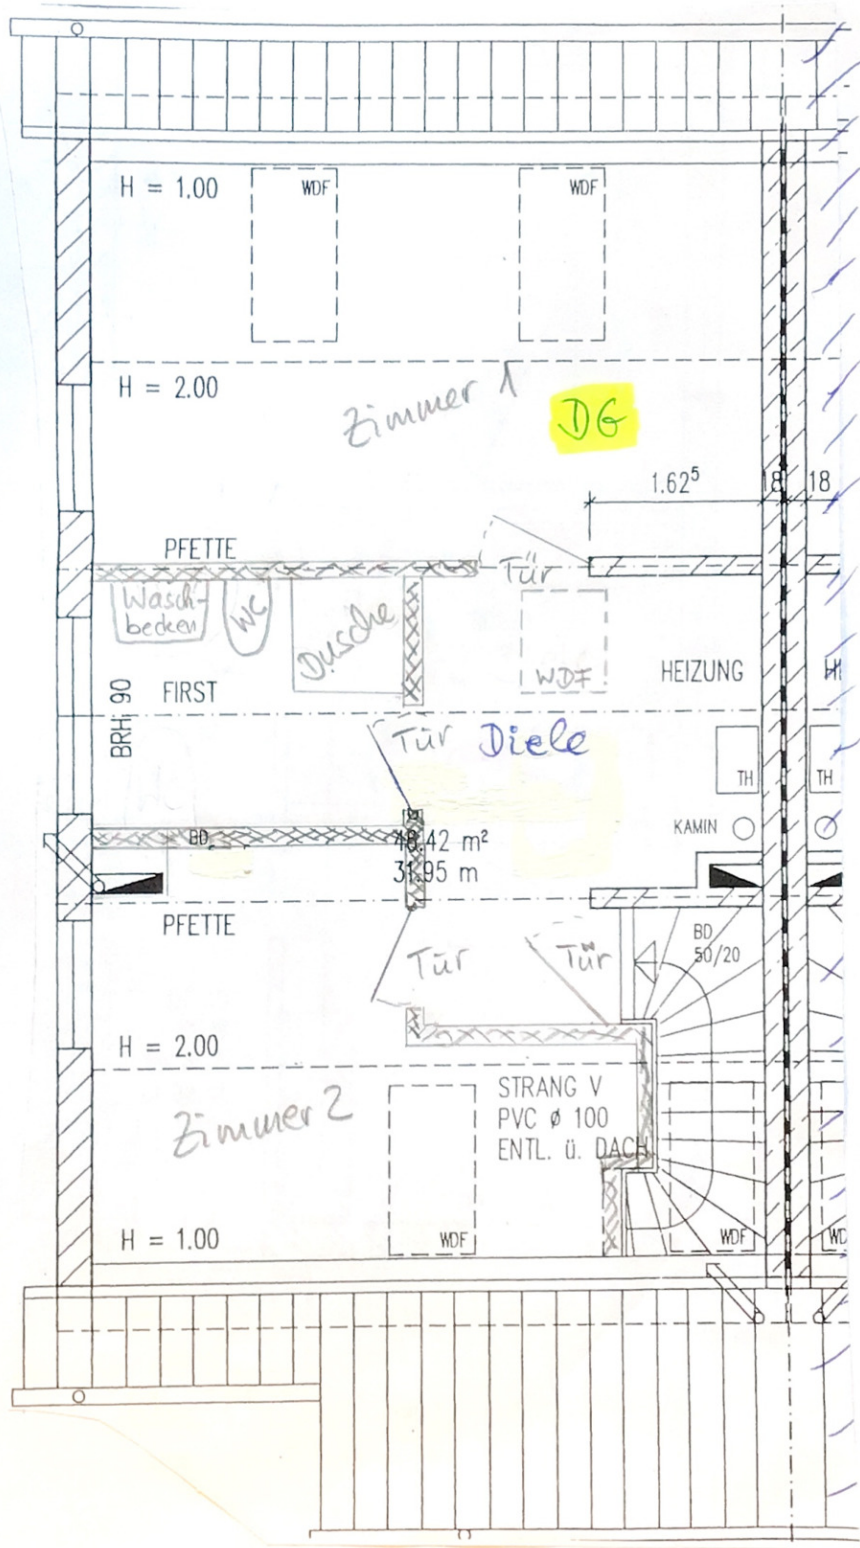 H = 1.00
WDF
WDF
H = 2.00
Zimmer 1
DG
1.62⁵
18
18
PFETTE
Tür
Wasch-
becken
WC
Dusche
WDF
HEIZUNG
BRH 90
FIRST
Tür
Diele
TH
TH
KAMIN
BD
48.42 m²
31.95 m
PFETTE
Tür
Tür
BD
50/20
H = 2.00
STRANG V
PVC ø 100
ENTL. ü. DACH
Zimmer 2
H = 1.00
WDF
WDF
WD